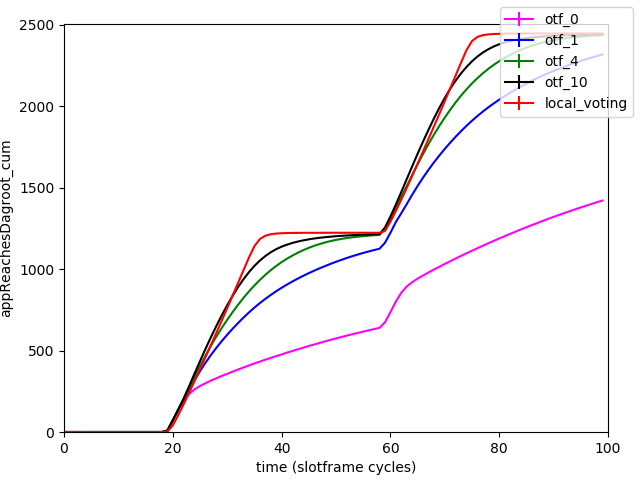 otf_0
otf_1
otf_4
otf_10
local_voting
appReachesDagroot_cum
2500
2000
1500
1000
500
0
0 20 40 60 80 100
time (slotframe cycles)